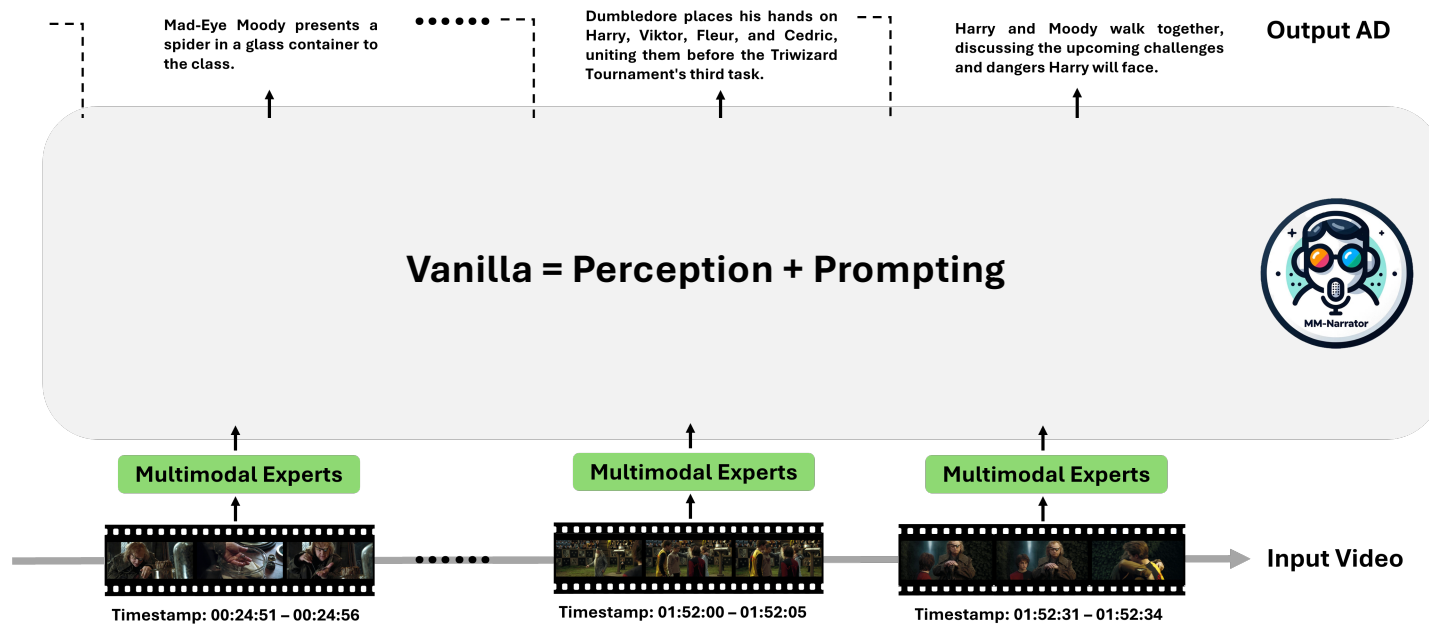 Mad-Eye Moody presents a
spider in a glass container to
the class.
Dumbledore places his hands on
Harry, Viktor, Fleur, and Cedric,
uniting them before the Triwizard
Tournament's third task.
Harry and Moody walk together,
discussing the upcoming challenges
and dangers Harry will face.
Output AD
Vanilla = Perception + Prompting
MM-Narrator
Multimodal Experts
Multimodal Experts
Multimodal Experts
Input Video
Timestamp: 00:24:51 – 00:24:56
Timestamp: 01:52:00 – 01:52:05
Timestamp: 01:52:31 – 01:52:34